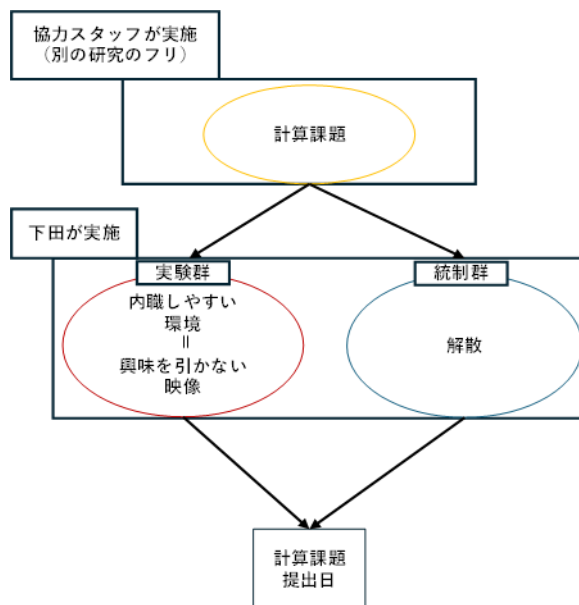 協力スタッフが実施
（別の研究のフリ）
計算課題
下田が実施
実験群
統制群
内職しやすい
環境
＝
興味を引かない
映像
解散
計算課題
提出日